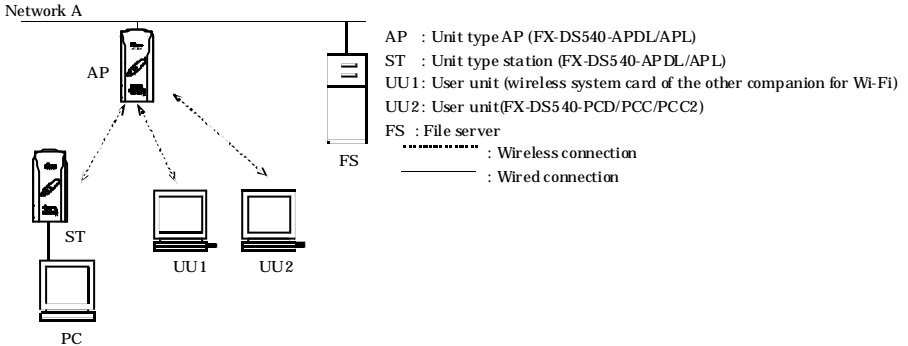 Network A
AP : Unit type AP (FX-DS540-APDL/APL)
ST : Unit type station (FX-DS540-APDL/APL)
UU1: User unit (wireless system card of the other companion for Wi-Fi)
UU2: User unit(FX-DS540-PCD/PCC/PCC2)
FS : File server
: Wireless connection
: Wired connection
AP
FS
ST
UU1
UU2
PC